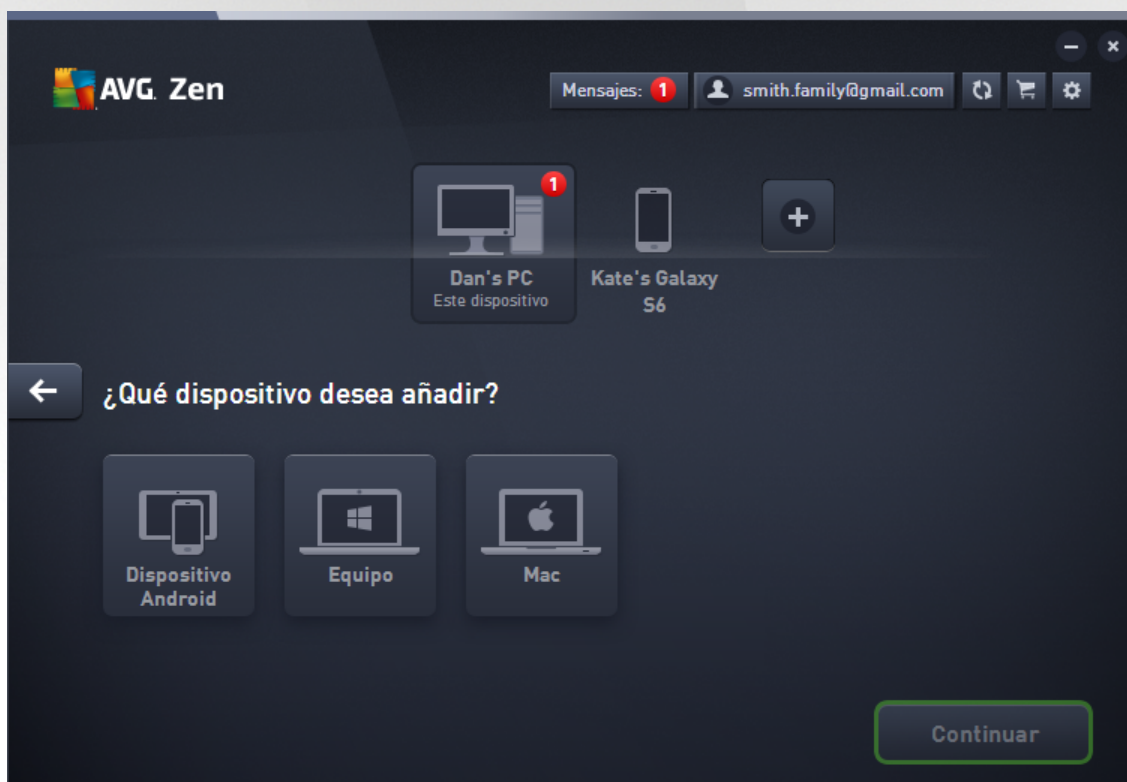 AVG. Zen
Mensajes: 1
smith.family@gmail.com
1
Dan's PC
Este dispositivo
Kate's Galaxy
S6
¿Qué dispositivo desea añadir?
Dispositivo
Android
Equipo
Mac
Continuar